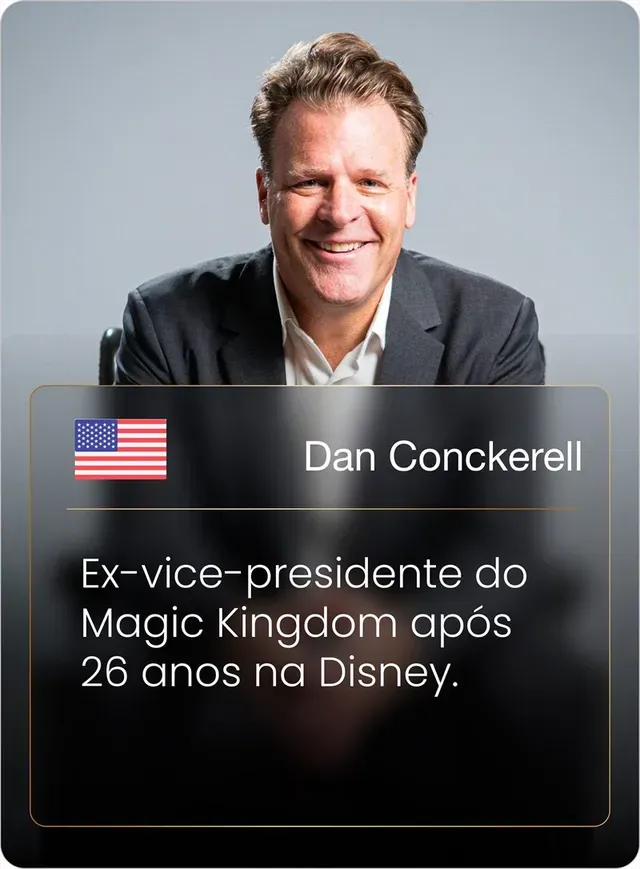 Dan Conckerell
Ex-vice-presidente do
Magic Kingdom após
26 anos na Disney.